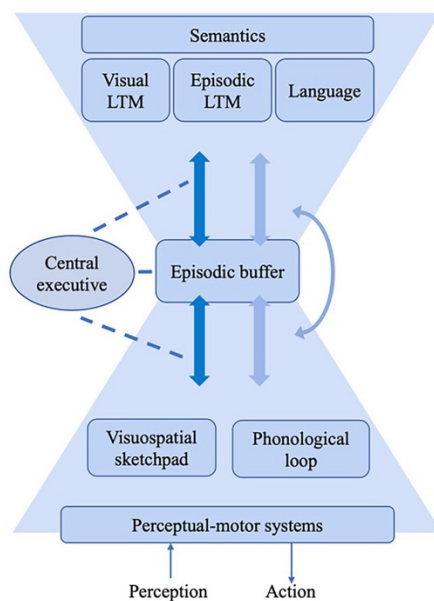 Semantics
Visual
LTM
Episodic
LTM
Language
Central
executive
Episodic buffer
Visuospatial
sketchpad
Phonological
loop
Perceptual-motor systems
Perception
Action